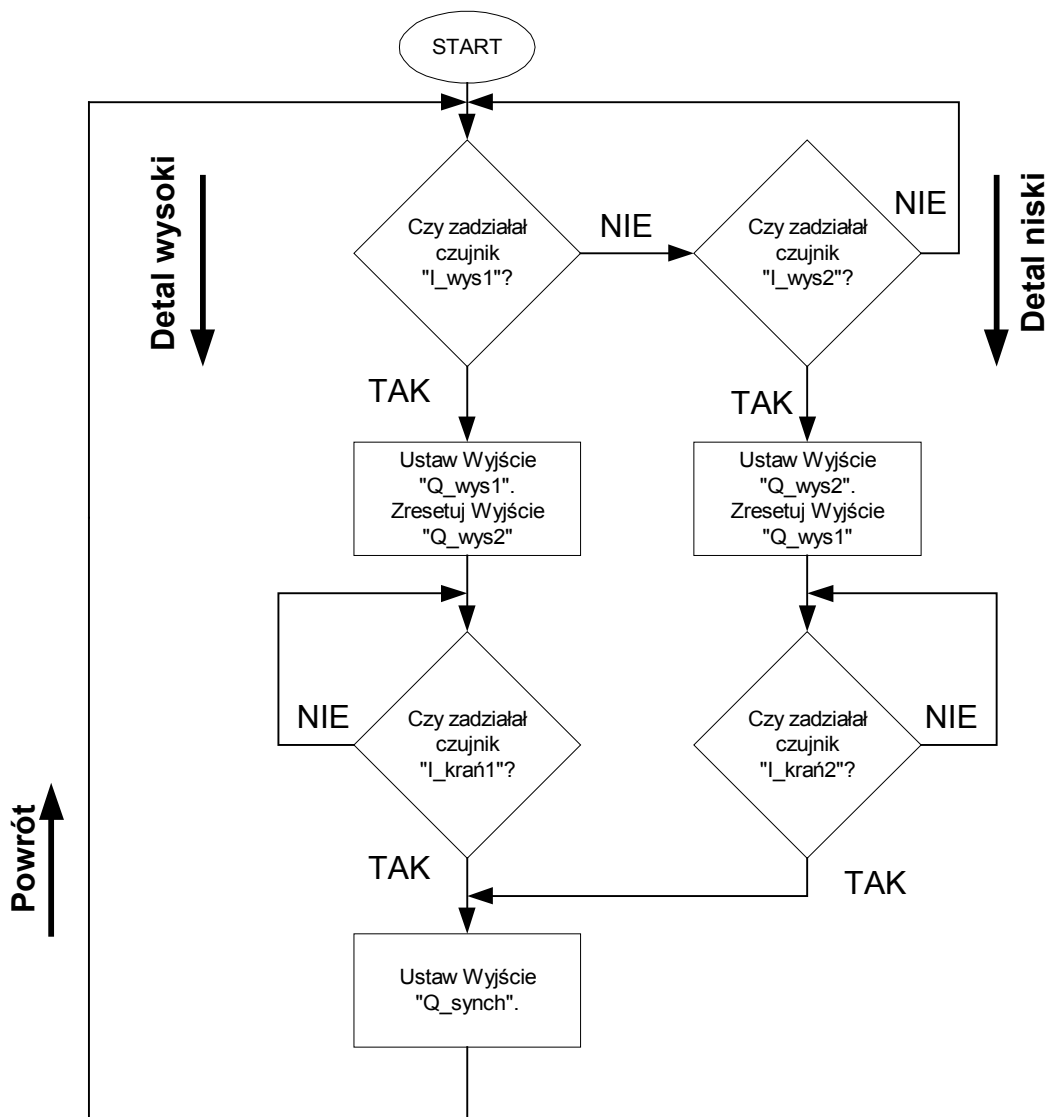 START
Detal wysoki
Detal niski
Czy zadziałał
czujnik
"I_wys1"?
NIE
Czy zadziałał
czujnik
"I_wys2"?
NIE
TAK
TAK
Ustaw Wyjście
"Q_wys1".
Zresetuj Wyjście
"Q_wys2"
Ustaw Wyjście
"Q_wys2".
Zresetuj Wyjście
"Q_wys1"
NIE
Czy zadziałał
czujnik
"I_krań1"?
Czy zadziałał
czujnik
"I_krań2"?
NIE
Powrót
TAK
TAK
Ustaw Wyjście
"Q_synch".